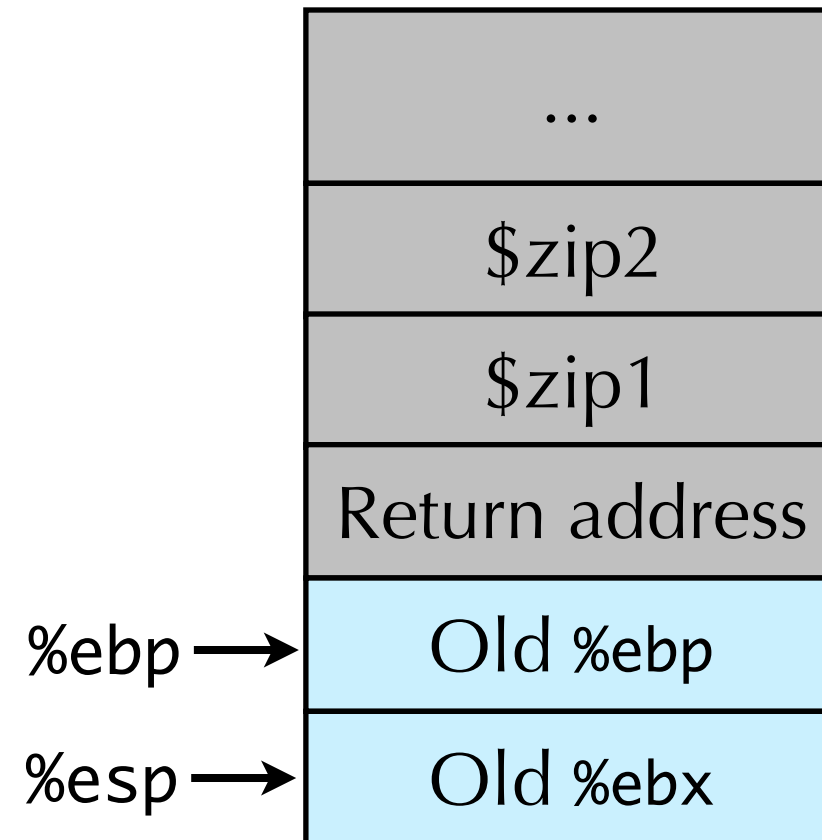 ...
$zip2
$zip1
Return address
%ebp Old %ebp
%esp Old %ebx